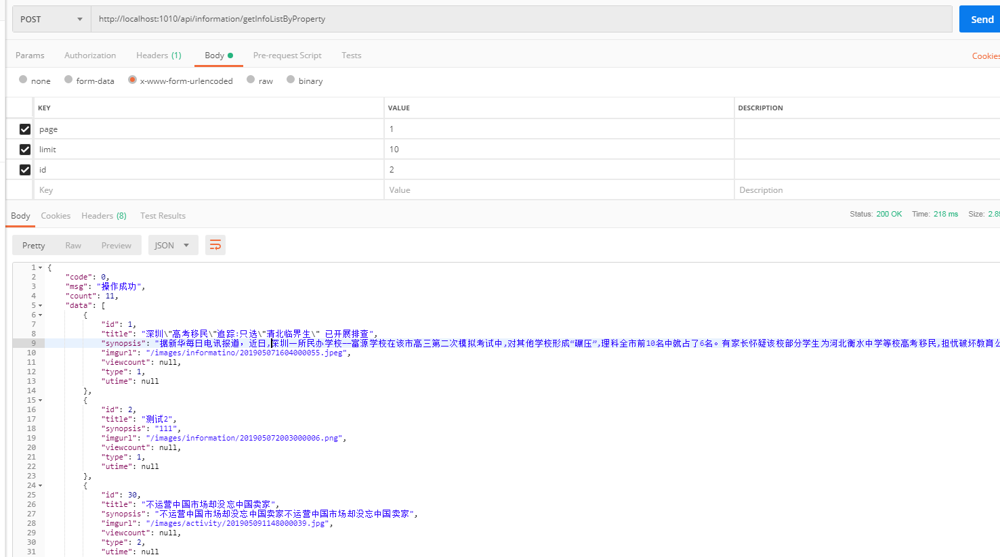 POST http://localhost:1010/api/information/getInfoListByProperty Send
Params Authorization Headers (1) Body Pre-request Script Tests Cookies
none form-data x-www-form-urlencoded raw binary
KEY VALUE DESCRIPTION
page 1
limit 10
id 2
Key Value Description
Body Cookies Headers (8) Test Results Status: 200 OK Time: 218 ms Size: 2.89
Pretty Raw Preview JSON
1 {
2 "code": 0,
3 "msg": "操作成功",
4 "count": 11,
5 "data": [
6 {
7 "id": 1,
8 "title": "深圳\"高考移民\"追踪:只选\"清北临界生\" 已开展排查",
9 "synopsis": "据新华每日电讯报道，近日,深圳一所民办学校——富源学校在该市高三第二次模拟考试中,对其他学校形成“碾压”,理科全市前10名中就占了6名。有家长怀疑该校部分学生为河北衡水中学等校高考移民,担忧破坏教育公
10 "imgurl": "/images/informatino/201905071604000055.jpeg",
11 "viewcount": null,
12 "type": 1,
13 "utime": null
14 },
15 {
16 "id": 2,
17 "title": "测试2",
18 "synopsis": "111",
19 "imgurl": "/images/information/201905072003000006.png",
20 "viewcount": null,
21 "type": 1,
22 "utime": null
23 },
24 {
25 "id": 30,
26 "title": "不运营中国市场却没忘中国卖家",
27 "synopsis": "不运营中国市场却没忘中国卖家不运营中国市场却没忘中国卖家",
28 "imgurl": "/images/activity/201905091148000039.jpg",
29 "viewcount": null,
30 "type": 2,
31 "utime": null